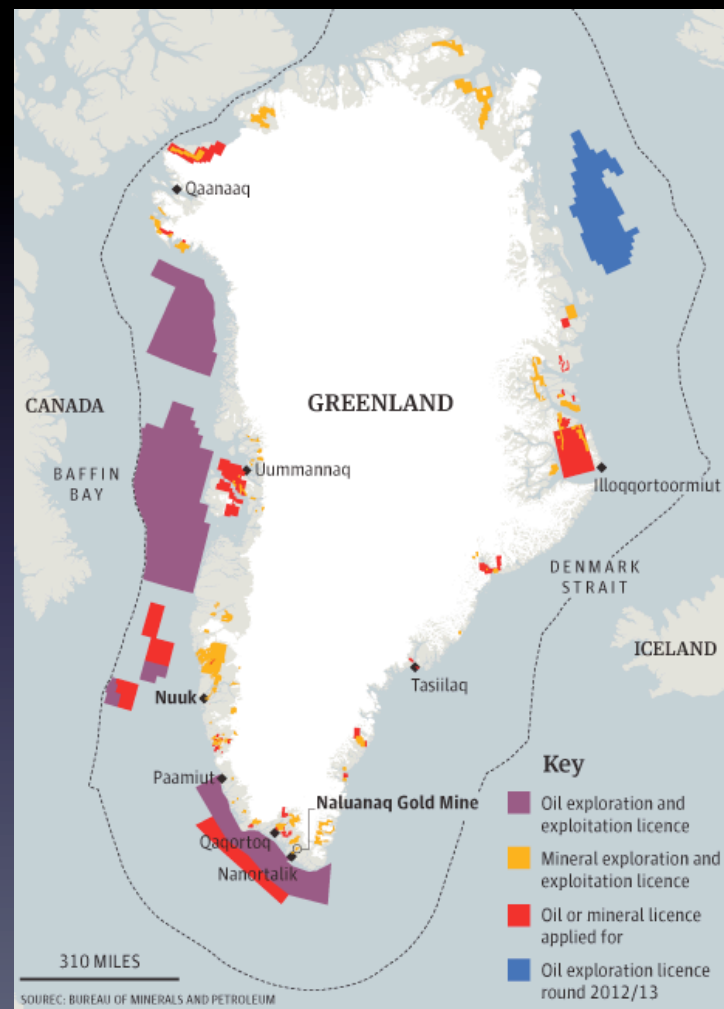 Qaanaaq
CANADA
GREENLAND
BAFFIN
BAY
Uummannaq
Illoqqortoormiut
DENMARK
STRAIT
ICELAND
Tasiilaq
Nuuk
Paamiut
Naluanaq Gold Mine
Qaqortoq
Nanortalik
Key
Oil exploration and
exploitation licence
Mineral exploration and
exploitation licence
Oil or mineral licence
applied for
Oil exploration licence
round 2012/13
310 MILES
SOUREC: BUREAU OF MINERALS AND PETROLEUM